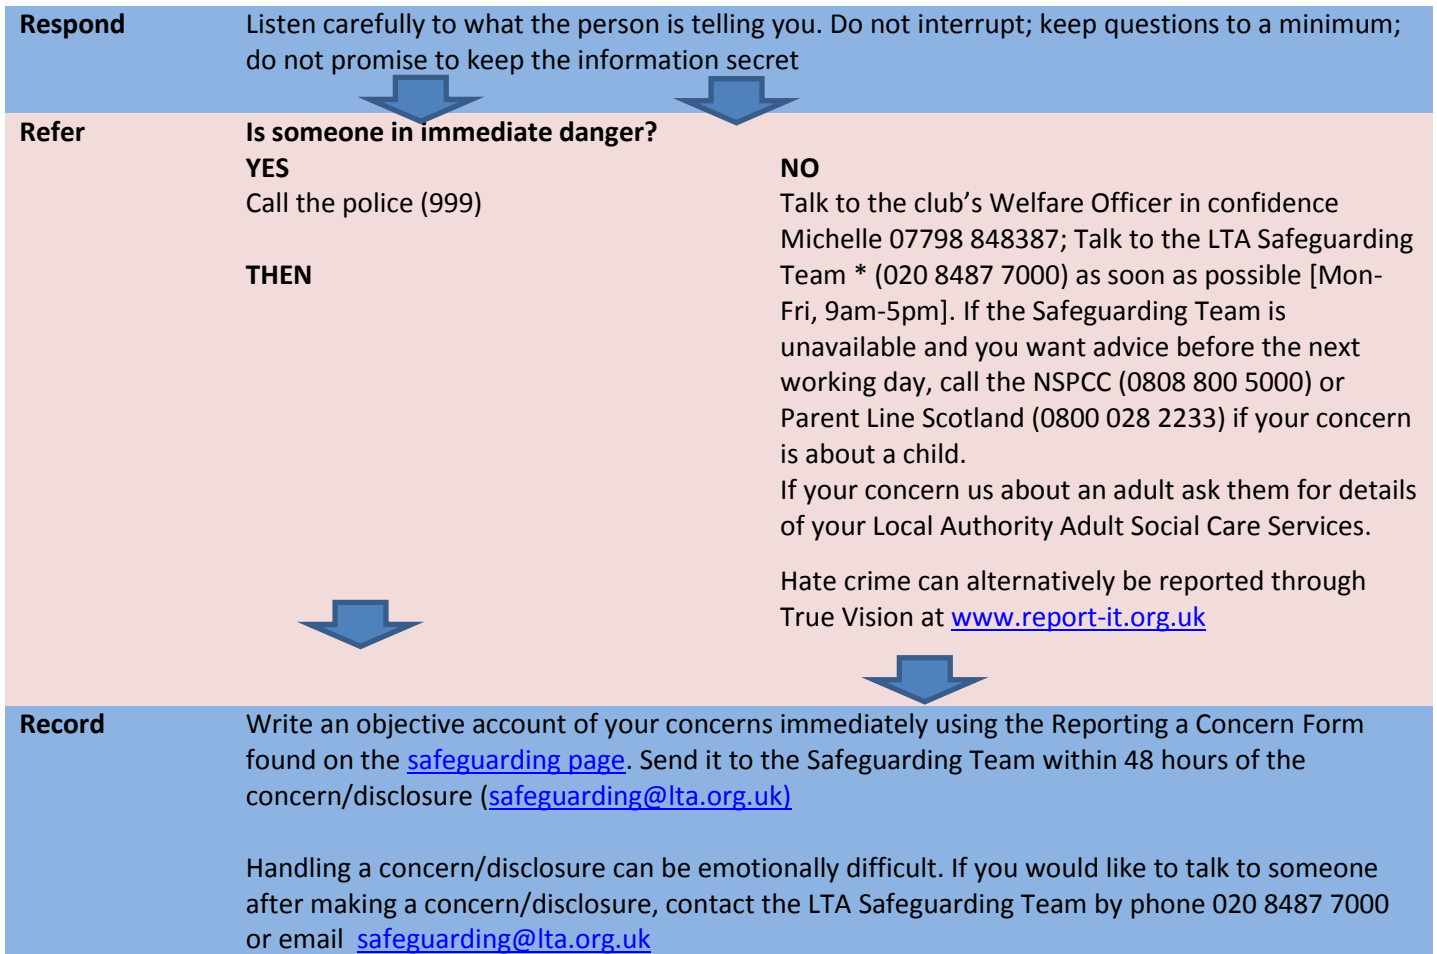 Respond
Listen carefully to what the person is telling you. Do not interrupt; keep questions to a minimum;
do not promise to keep the information secret
Refer
Is someone in immediate danger?
YES
Call the police (999)
THEN
NO
Talk to the club’s Welfare Officer in confidence
Michelle 07798 848387; Talk to the LTA Safeguarding
Team * (020 8487 7000) as soon as possible [Mon-
Fri, 9am-5pm]. If the Safeguarding Team is
unavailable and you want advice before the next
working day, call the NSPCC (0808 800 5000) or
Parent Line Scotland (0800 028 2233) if your concern
is about a child.
If your concern us about an adult ask them for details
of your Local Authority Adult Social Care Services.
Hate crime can alternatively be reported through
True Vision at www.report-it.org.uk
Record
Write an objective account of your concerns immediately using the Reporting a Concern Form
found on the safeguarding page. Send it to the Safeguarding Team within 48 hours of the
concern/disclosure (safeguarding@lta.org.uk)
Handling a concern/disclosure can be emotionally difficult. If you would like to talk to someone
after making a concern/disclosure, contact the LTA Safeguarding Team by phone 020 8487 7000
or email safeguarding@lta.org.uk